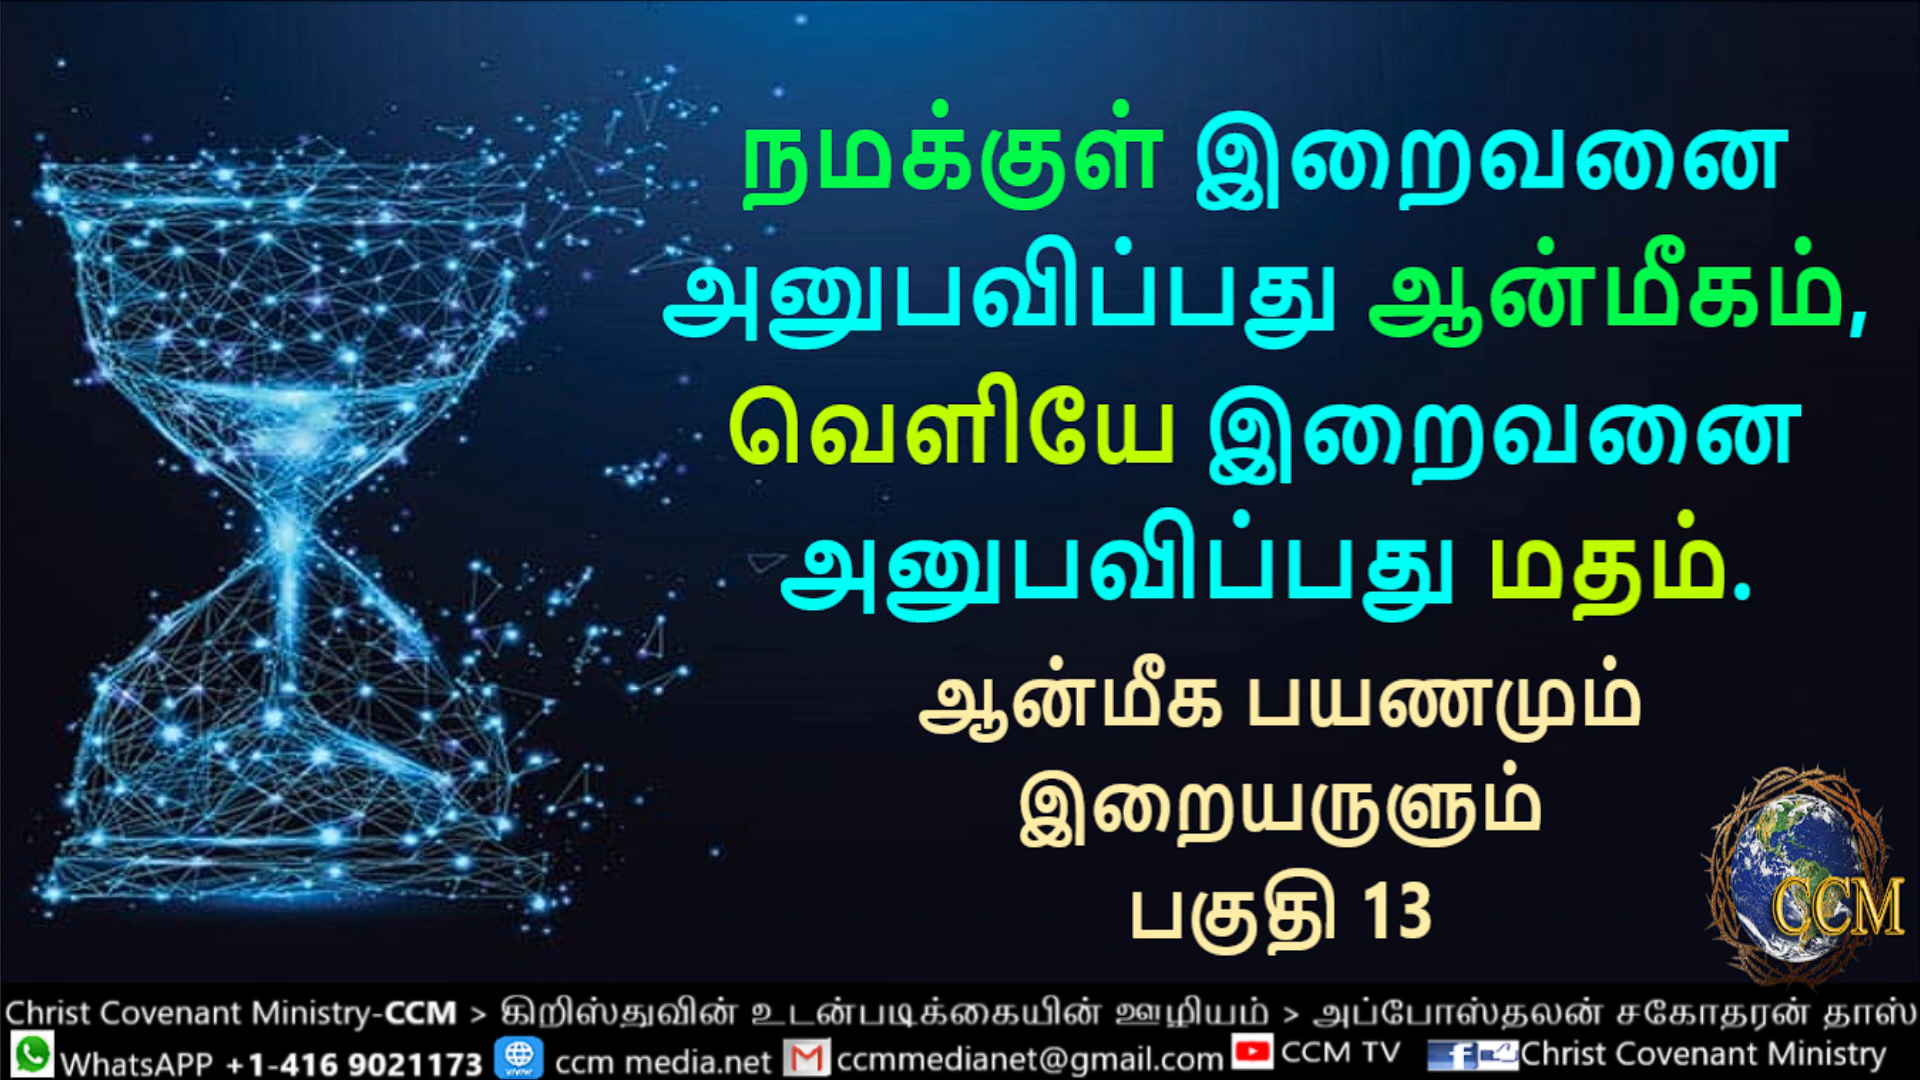 நமக்குள் இறைவனை
அனுபவிப்பது ஆன்மீகம்,
வெளியே இறைவனை
அனுபவிப்பது மதம்.
ஆன்மீக பயணமும்
இறையருளும்
பகுதி 13
CCM
Christ Covenant Ministry-CCM > கிறிஸ்துவின் உடன்படிக்கையின் ஊழியம் > அப்போஸ்தலன் சகோதரன் தாஸ்
WhatsAPP +1-416 9021173 www ccm media.net ccmmedianet@gmail.com CCM TV f Christ Covenant Ministry